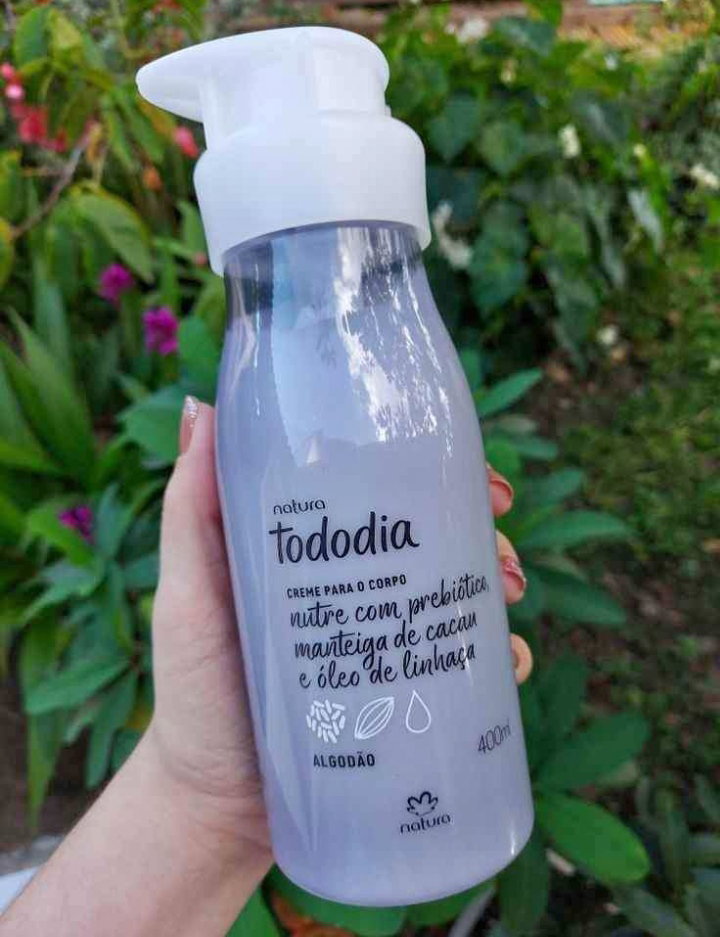 natura
tododia
CREME PARA O CORPO
nutre com prebiótico,
manteiga de cacau
e óleo de linhaça
ALGODÃO
400ml
natura